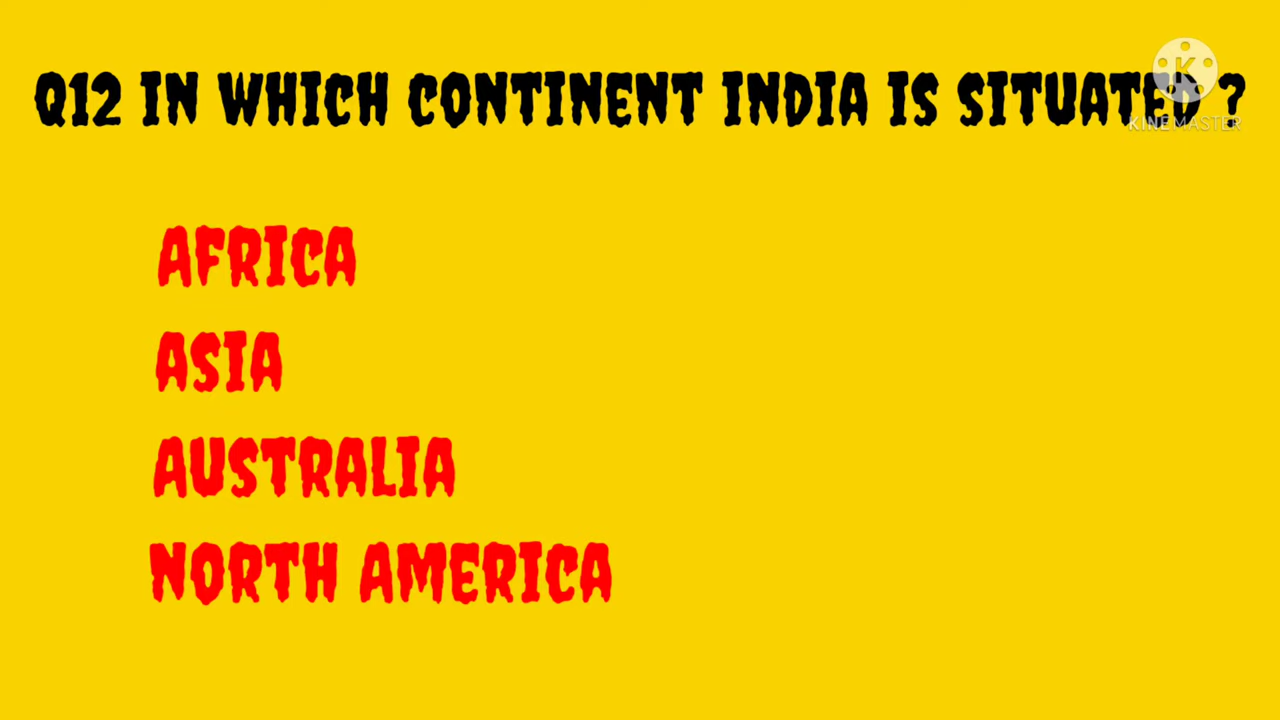 Q12 IN WHICH CONTINENT INDIA IS SITUATED ?
K
KINEMASTER
AFRICA
ASIA
AUSTRALIA
NORTH AMERICA